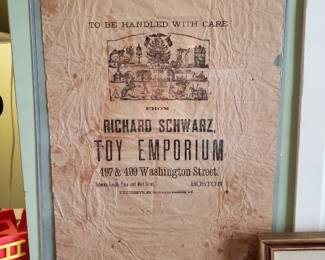 TO BE HANDLED WITH CARE
FROM
RICHARD SCHWARZ,
TOY EMPORIUM
497 & 499 Washington Street
BOSTON